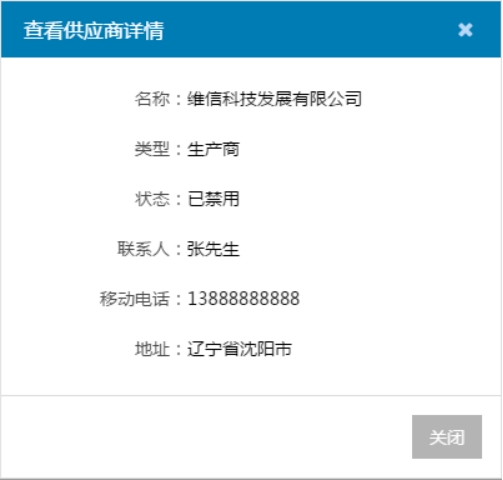 查看供应商详情
名称：维信科技发展有限公司
类型：生产商
状态：已禁用
联系人：张先生
移动电话：13888888888
地址：辽宁省沈阳市
关闭